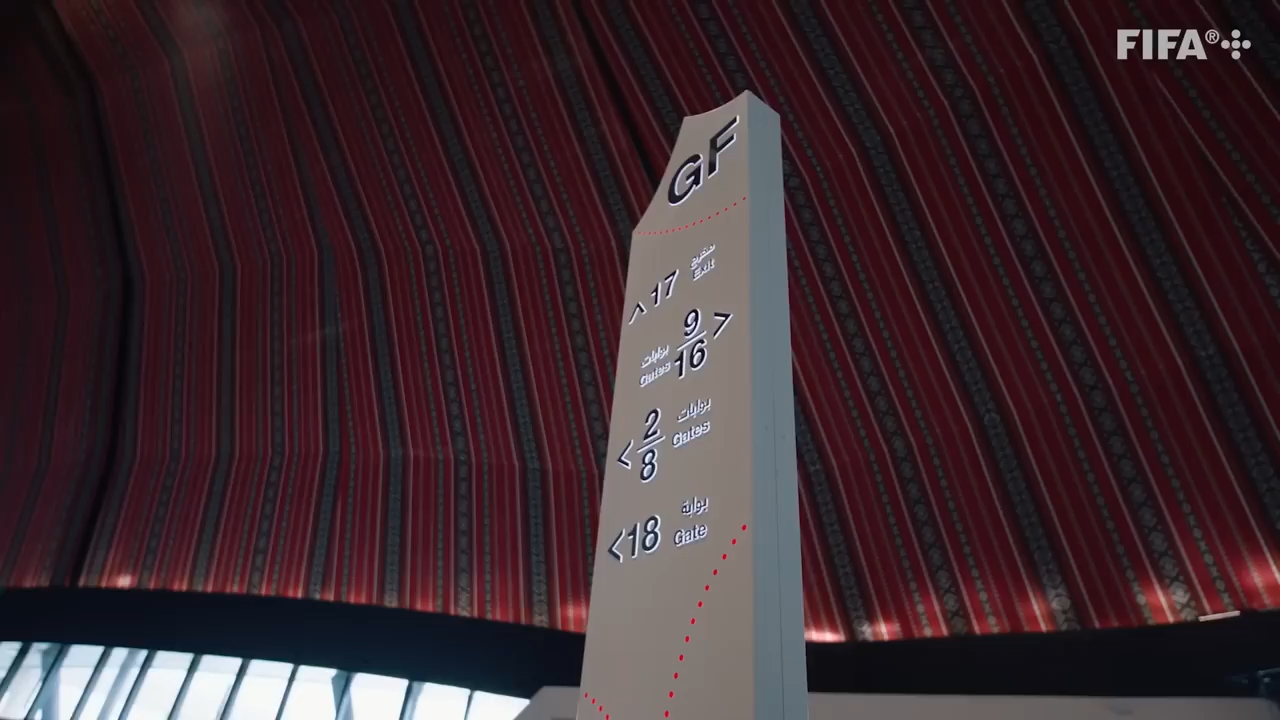 FIFA®
GF
مخرج
Exit
^ 17
9
16 >
بوابات
Gates
2
< 8
بوابات
Gates
<18
بوابة
Gate